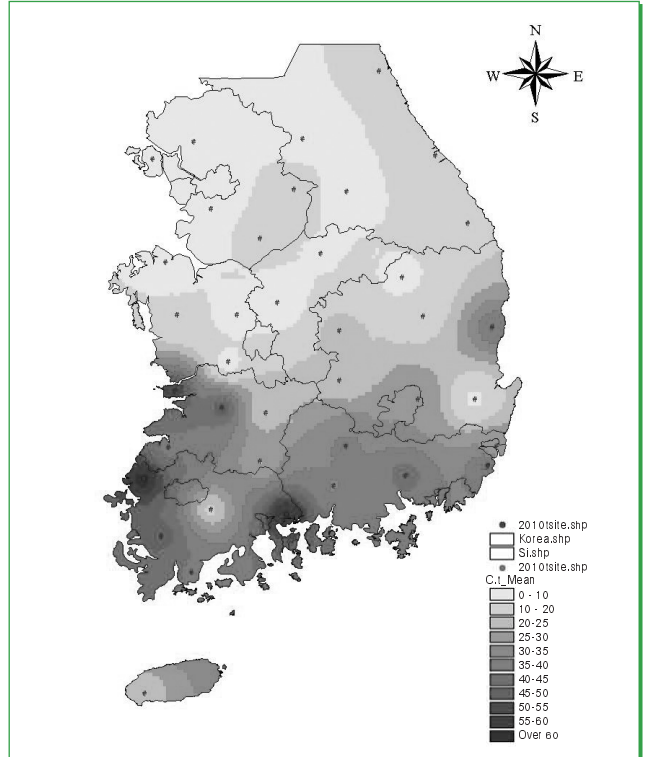 N
W E
S
2010tsite.shp
Korea.shp
Si.shp
2010tsite.shp
C.t_Mean
0 - 10
10 - 20
20-25
25-30
30-35
35-40
40-45
45-50
50-55
55-60
Over 60